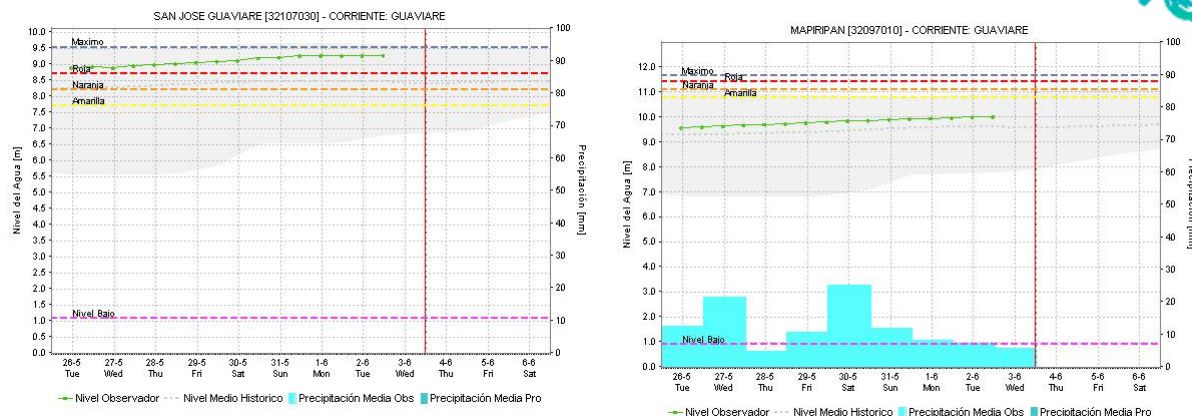 SAN JOSE GUAVIARE [32107030] - CORRIENTE: GUAVIARE
Nivel del Agua [m]
10.0
9.5
9.0
8.5
8.0
7.5
7.0
6.5
6.0
5.5
5.0
4.5
4.0
3.5
3.0
2.5
2.0
1.5
1.0
0.5
0.0
Maximo
Roja
Naranja
Amarilla
Nivel Bajo
100
90
80
70
60
50
40
30
20
10
0
Precipitación [mm]
26-5 27-5 28-5 29-5 30-5 31-5 1-6 2-6 3-6 4-6 5-6 6-6
Tue Wed Thu Fri Sat Sun Mon Tue Wed Thu Fri Sat
Nivel Observador Nivel Medio Historico Precipitación Media Obs Precipitación Media Pro
MAPIRIPAN [32097010] - CORRIENTE: GUAVIARE
Nivel del Agua [m]
12.0
11.0
10.0
9.0
8.0
7.0
6.0
5.0
4.0
3.0
2.0
1.0
0.0
Maximo
Roja
Naranja
Amarilla
Nivel Bajo
100
90
80
70
60
50
40
30
20
10
0
Precipitación [mm]
26-5 27-5 28-5 29-5 30-5 31-5 1-6 2-6 3-6 4-6 5-6 6-6
Tue Wed Thu Fri Sat Sun Mon Tue Wed Thu Fri Sat
Nivel Observador Nivel Medio Historico Precipitación Media Obs Precipitación Media Pro